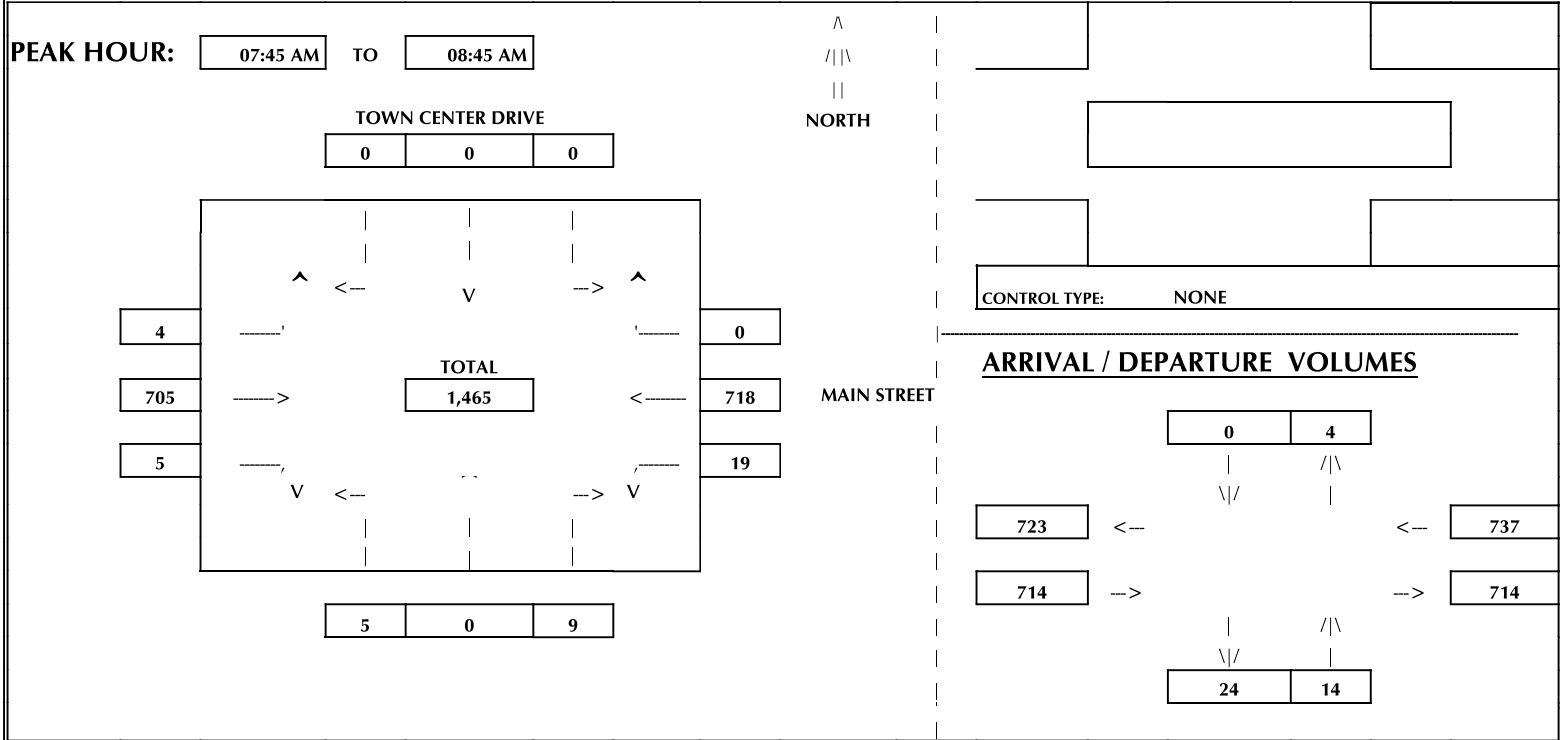 PEAK HOUR: 07:45 AM TO 08:45 AM
NORTH
TOWN CENTER DRIVE
0 0 0
CONTROL TYPE: NONE
4 0
ARRIVAL / DEPARTURE VOLUMES
TOTAL
705 1,465 718 MAIN STREET
0 4
5 19
723 737
714 714
5 0 9
24 14